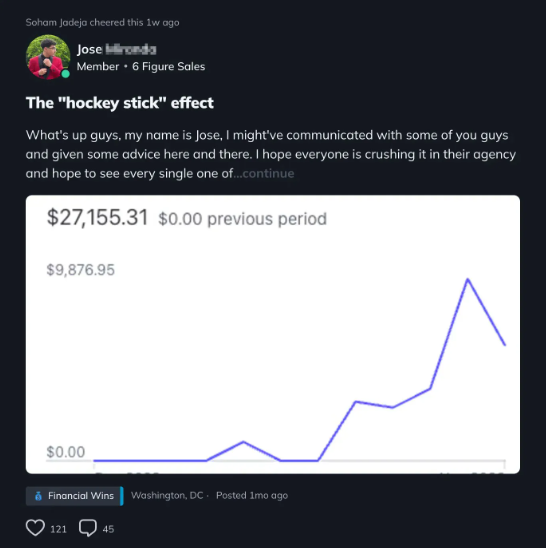 Soham Jadeja cheered this 1w ago
Jose
Member • 6 Figure Sales
The "hockey stick" effect
What's up guys, my name is Jose, I might've communicated with some of you guys
and given some advice here and there. I hope everyone is crushing it in their agency
and hope to see every single one of...continue
$27,155.31 $0.00 previous period
$9,876.95
$0.00
Financial Wins Washington, DC · Posted 1mo ago
121 45